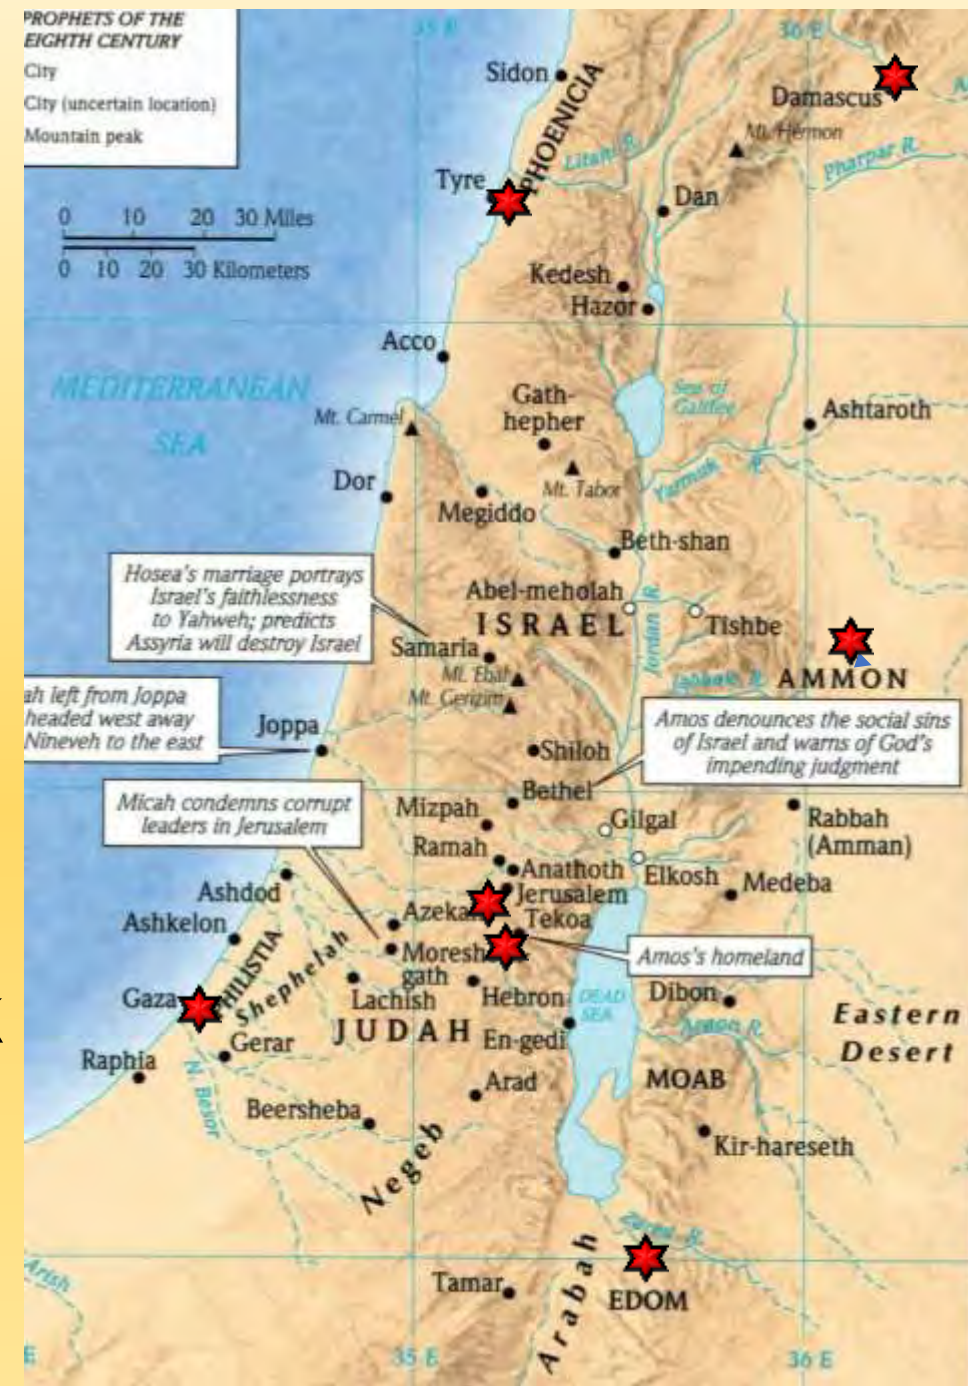 PROPHETS OF THE
EIGHTH CENTURY
City
City (uncertain location)
Mountain peak
35 E
36 E
Sidon
PHOENICIA
Damascus
Mt. Hermon
Litani R.
Pharpar R.
Tyre
Dan
0 10 20 30 Miles
0 10 20 30 Kilometers
Kedesh
Hazor
Acco
MEDITERRANEAN
SEA
Sea of
Galilee
Gath-
hepher
Ashtaroth
Mt. Carmel
Mt. Tabor
Yarmuk R.
Dor
Megiddo
Beth-shan
Hosea's marriage portrays
Israel's faithlessness
to Yahweh; predicts
Assyria will destroy Israel
Abel-meholah
ISRAEL
Jordan R.
Tishbe
Samaria
Mt. Ebal
Mt. Gerizim
AMMON
ah left from Joppa
headed west away
Nineveh to the east
Joppa
Shiloh
Amos denounces the social sins
of Israel and warns of God's
impending judgment
Micah condemns corrupt
leaders in Jerusalem
Bethel
Mizpah
Gilgal
Rabbah
(Amman)
Ramah
Anathoth
Elkosh
Medeba
Ashdod
Jerusalem
Azekah
Tekoa
Ashkelon
PHILISTIA
Shephelah
Moresh
gath
Amos's homeland
Gaza
Lachish
Hebron
DEAD
SEA
Dibon
Arnon R.
Eastern
Desert
JUDAH
En-gedi
Gerar
Raphia
N. Besor
Arad
MOAB
Beersheba
Negeb
Kir-hareseth
Zered R.
Arish
Tamar
Arabah
EDOM
E
35 E
36 E